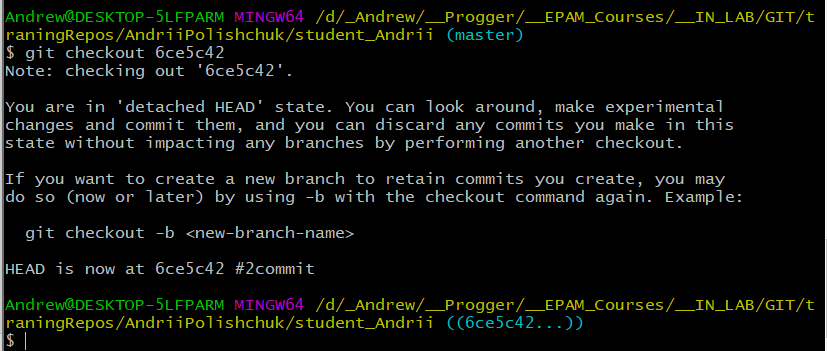 Andrew@DESKTOP-5LFPARM MINGW64 /d/_Andrew/__Progger/__EPAM_Courses/__IN_LAB/GIT/t
raningRepos/AndriiPolishchuk/student_Andrii (master)
$ git checkout 6ce5c42
Note: checking out '6ce5c42'.
You are in 'detached HEAD' state. You can look around, make experimental
changes and commit them, and you can discard any commits you make in this
state without impacting any branches by performing another checkout.
If you want to create a new branch to retain commits you create, you may
do so (now or later) by using -b with the checkout command again. Example:
git checkout -b <new-branch-name>
HEAD is now at 6ce5c42 #2commit
Andrew@DESKTOP-5LFPARM MINGW64 /d/_Andrew/__Progger/__EPAM_Courses/__IN_LAB/GIT/t
raningRepos/AndriiPolishchuk/student_Andrii ((6ce5c42...))
$